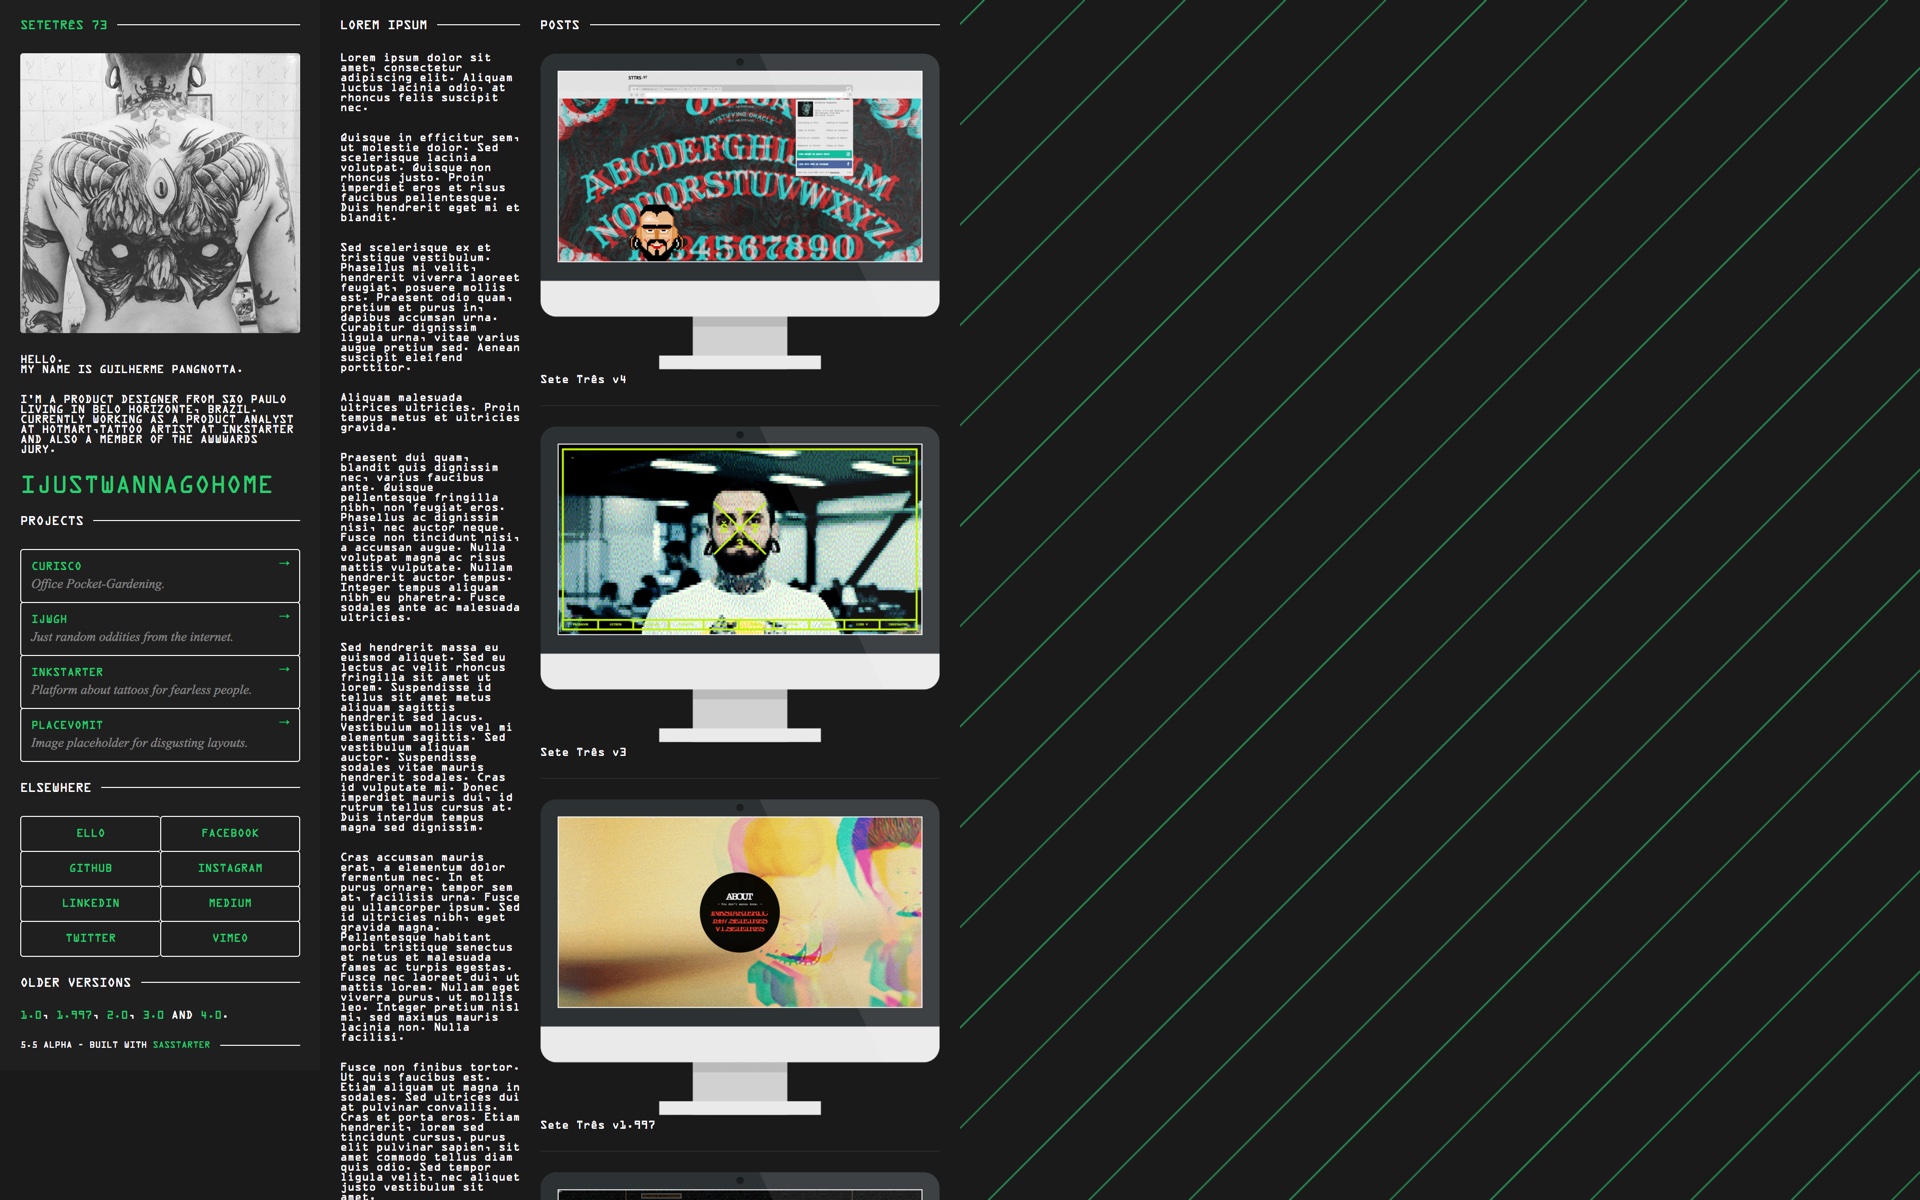 SETETRÊS 73
HELLO.
MY NAME IS GUILHERME PANGNOTTA.
I'M A PRODUCT DESIGNER FROM SÃO PAULO
LIVING IN BELO HORIZONTE, BRAZIL.
CURRENTLY WORKING AS A PRODUCT ANALYST
AT HOTMART,TATTOO ARTIST AT INKSTARTER
AND ALSO A MEMBER OF THE AWWWARDS
JURY.
IJUSTWANNAGOHOME
PROJECTS
CURISCO →
Office Pocket-Gardening.
IJWGH →
Just random oddities from the internet.
INKSTARTER →
Platform about tattoos for fearless people.
PLACEVOMIT →
Image placeholder for disgusting layouts.
ELSEWHERE
ELLO
FACEBOOK
GITHUB
INSTAGRAM
LINKEDIN
MEDIUM
TWITTER
VIMEO
OLDER VERSIONS
1.0, 1.997, 2.0, 3.0 AND 4.0.
5.5 ALPHA - BUILT WITH SASSTARTER
LOREM IPSUM
Lorem ipsum dolor sit
amet, consectetur
adipiscing elit. Aliquam
luctus lacinia odio, at
rhoncus felis suscipit
nec.
Quisque in efficitur sem,
ut molestie dolor. Sed
scelerisque lacinia
volutpat. Quisque non
rhoncus justo. Proin
imperdiet eros et risus
faucibus pellentesque.
Duis hendrerit eget mi et
blandit.
Sed scelerisque ex et
tristique vestibulum.
Phasellus mi velit,
hendrerit viverra laoreet
feugiat, posuere mollis
est. Praesent odio quam,
pretium et purus in,
dapibus accumsan urna.
Curabitur dignissim
ligula urna, vitae varius
augue pretium sed. Aenean
suscipit eleifend
porttitor.
Aliquam malesuada
ultrices ultricies. Proin
tempus metus et ultricies
gravida.
Praesent dui quam,
blandit quis dignissim
nec, varius faucibus
ante. Quisque
pellentesque fringilla
nibh, non feugiat eros.
Phasellus ac dignissim
nisi, nec auctor neque.
Fusce non tincidunt nisi,
a accumsan augue. Nulla
volutpat magna ac risus
mattis vulputate. Nullam
hendrerit auctor tempus.
Integer tempus aliquam
nibh eu pharetra. Fusce
sodales ante ac malesuada
ultricies.
Sed hendrerit massa eu
euismod aliquet. Sed eu
lectus ac velit rhoncus
fringilla sit amet ut
lorem. Suspendisse id
tellus sit amet metus
aliquam sagittis
hendrerit sed lacus.
Vestibulum mollis vel mi
elementum sagittis. Sed
vestibulum aliquam
auctor. Suspendisse
sodales vitae mauris
hendrerit sodales. Cras
id vulputate mi. Donec
imperdiet mauris dui, id
rutrum tellus cursus at.
Duis interdum tempus
magna sed dignissim.
Cras accumsan mauris
erat, a elementum dolor
fermentum nec. In et
purus ornare, tempor sem
at, facilisis urna. Fusce
eu ullamcorper ipsum. Sed
id ultricies nibh, eget
gravida magna.
Pellentesque habitant
morbi tristique senectus
et netus et malesuada
fames ac turpis egestas.
Fusce nec laoreet dui, ut
mattis lorem. Nullam eget
viverra purus, ut mollis
leo. Integer pretium nisl
mi, sed maximus mauris
lacinia non. Nulla
facilisi.
Fusce non finibus tortor.
Ut quis faucibus est.
Etiam aliquam ut magna in
sodales. Sed ultrices dui
at pulvinar convallis.
Cras et porta eros. Etiam
hendrerit, lorem sed
tincidunt cursus, purus
elit pulvinar sapien, sit
amet commodo tellus diam
quis odio. Sed tempor
ligula velit, nec aliquet
justo vestibulum sit
amet.
POSTS
MYSTIFYING ORACLE
ABCDEFGHI LM
NOPQRSTUVWXYZ
34567890
Sete Três v4
Sete Três v3
ABOUT
Sete Três v1.997